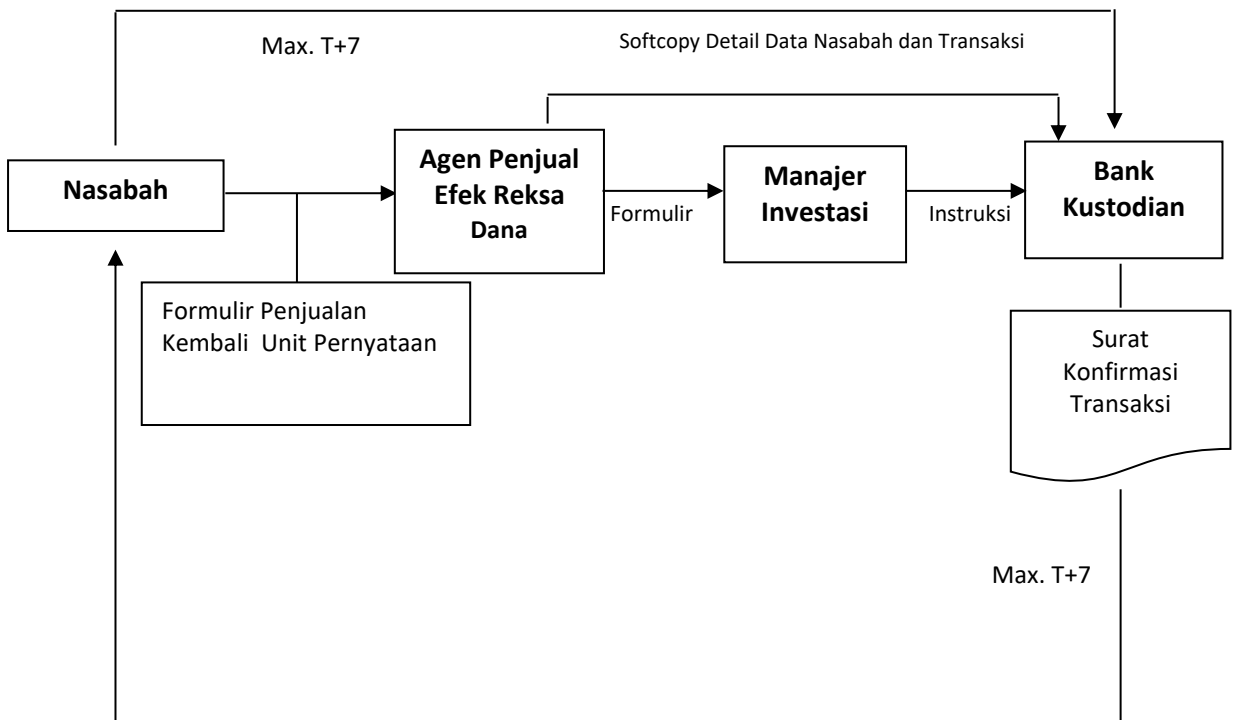 Max. T+7
Softcopy Detail Data Nasabah dan Transaksi
Nasabah
Agen Penjual
Efek Reksa
Dana
Formulir
Manajer
Investasi
Instruksi
Bank
Kustodian
Formulir Penjualan
Kembali Unit Pernyataan
Surat
Konfirmasi
Transaksi
Max. T+7